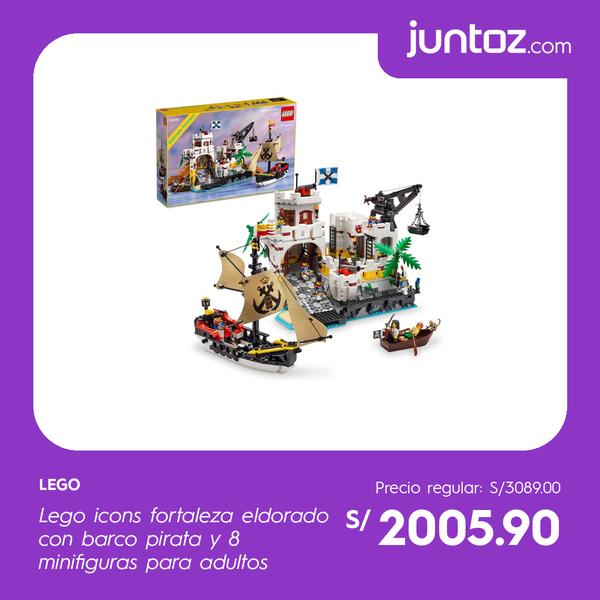 juntoz.com
LEGO
LEGO
Precio regular: S/3089.00
Lego icons fortaleza eldorado
con barco pirata y 8
minifiguras para adultos
S/ 2005.90